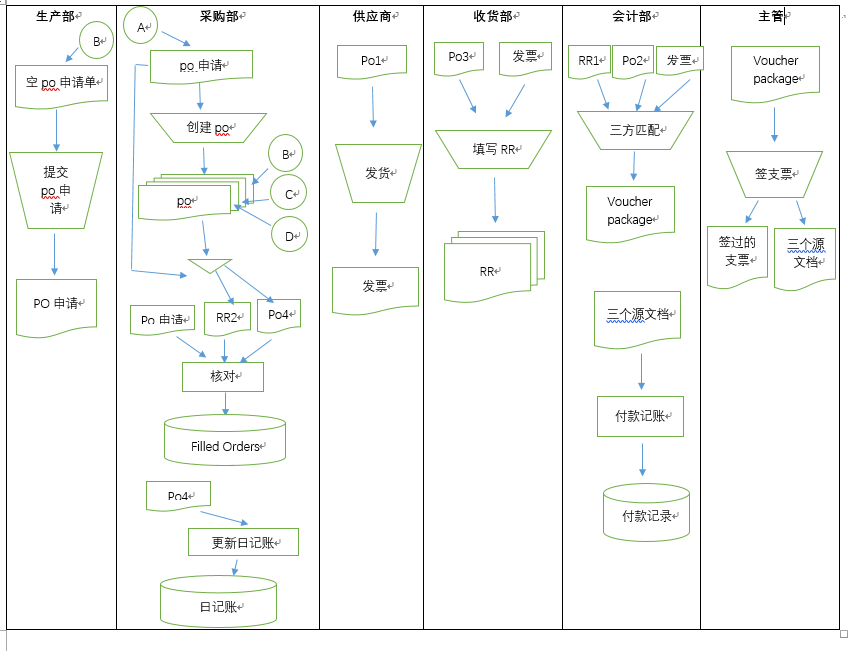 生产部
采购部
供应商
收货部
会计部
主管
B
空 po 申请单
提交
po 申
请
PO 申请
A
po 申请
创建 po
B
C
D
po
Po 申请
RR2
Po4
核对
Filled Orders
Po4
更新日记账
日记账
Po1
发货
发票
Po3
发票
填写 RR
RR
RR1
Po2
发票
三方匹配
Voucher
package
三个源文档
付款记账
付款记录
Voucher
package
签支票
签过的
支票
三个源
文档